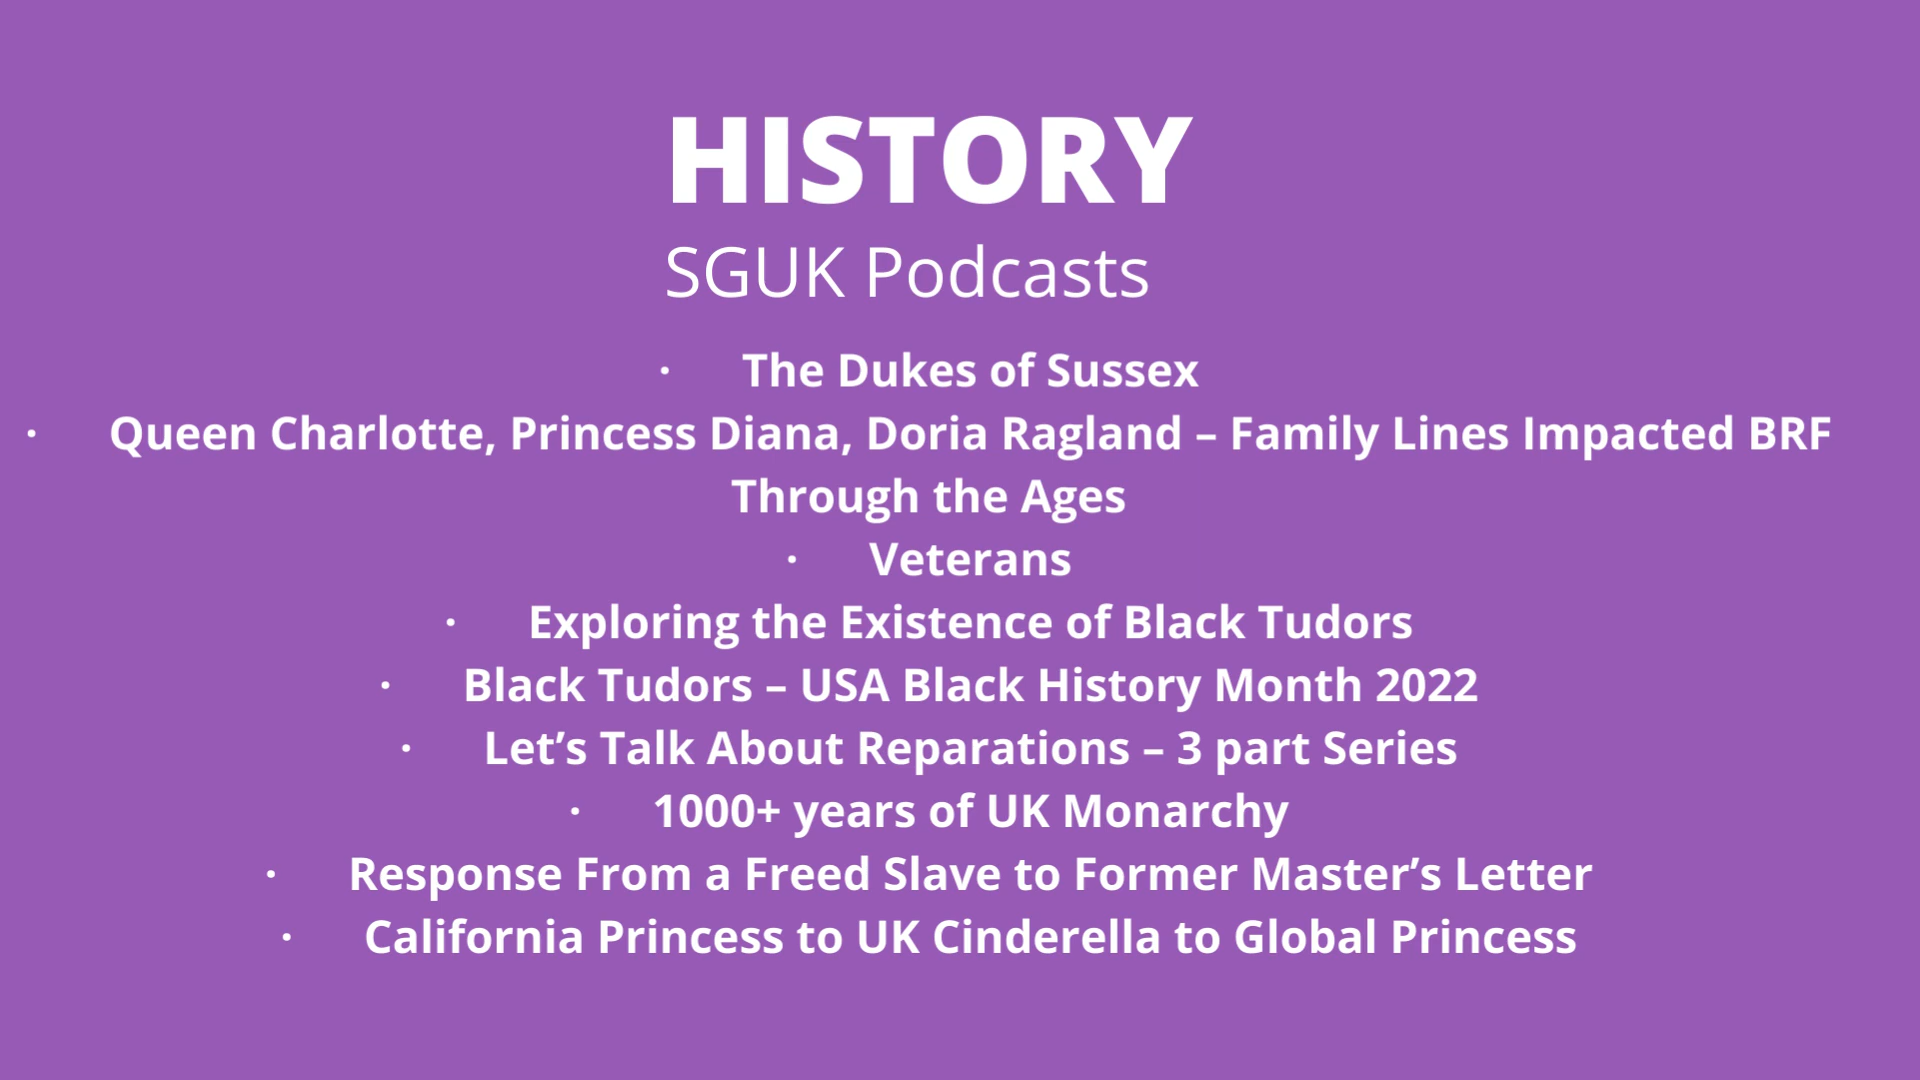 HISTORY
SGUK Podcasts
· The Dukes of Sussex
· Queen Charlotte, Princess Diana, Doria Ragland – Family Lines Impacted BRF
Through the Ages
· Veterans
· Exploring the Existence of Black Tudors
· Black Tudors – USA Black History Month 2022
· Let’s Talk About Reparations – 3 part Series
· 1000+ years of UK Monarchy
· Response From a Freed Slave to Former Master’s Letter
· California Princess to UK Cinderella to Global Princess